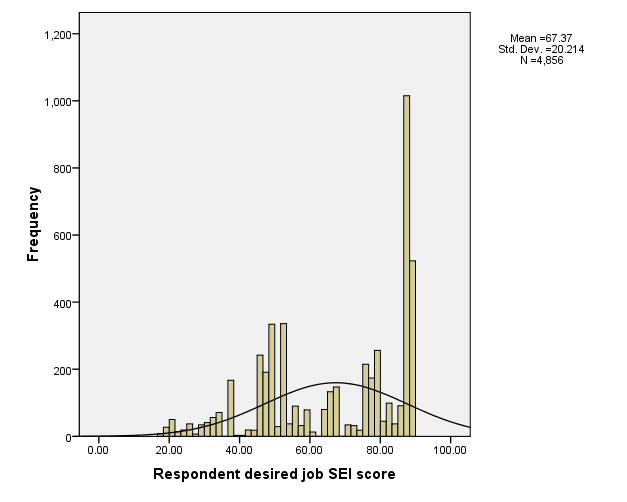 Mean =67.37
Std. Dev. =20.214
N =4,856
1,200
1,000
800
600
400
200
0
Frequency
0.00 20.00 40.00 60.00 80.00 100.00
Respondent desired job SEI score